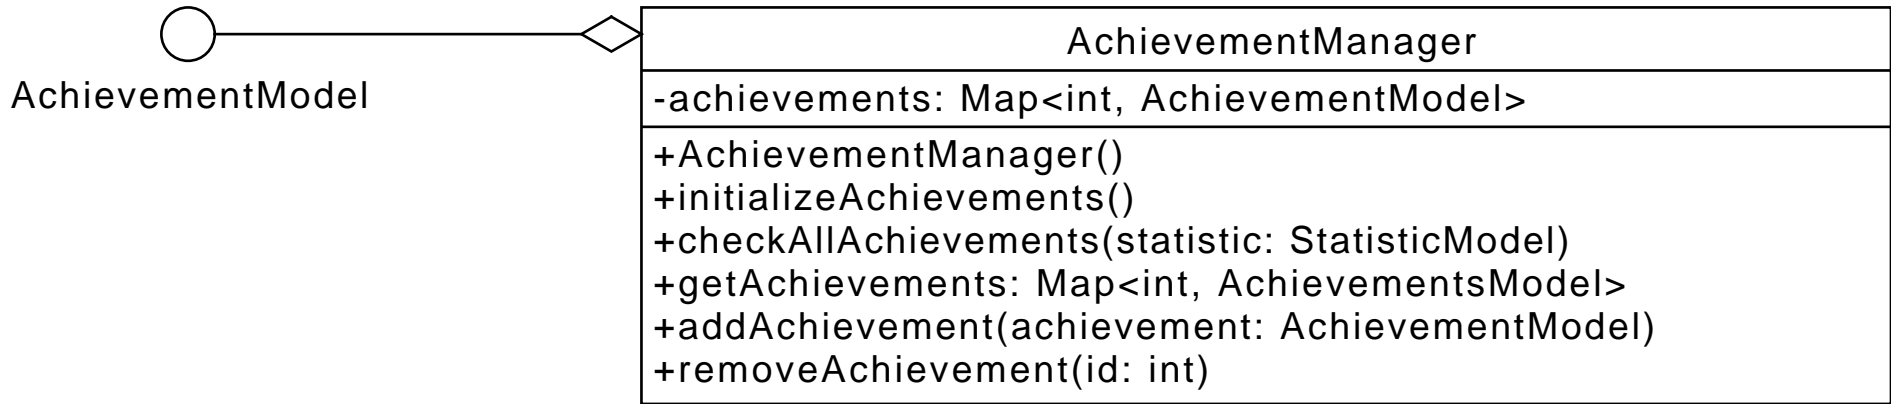 AchievementModel
AchievementManager
-achievements: Map<int, AchievementModel>
+AchievementManager()
+initializeAchievements()
+checkAllAchievements(statistic: StatisticModel)
+getAchievements: Map<int, AchievementsModel>
+addAchievement(achievement: AchievementModel)
+removeAchievement(id: int)